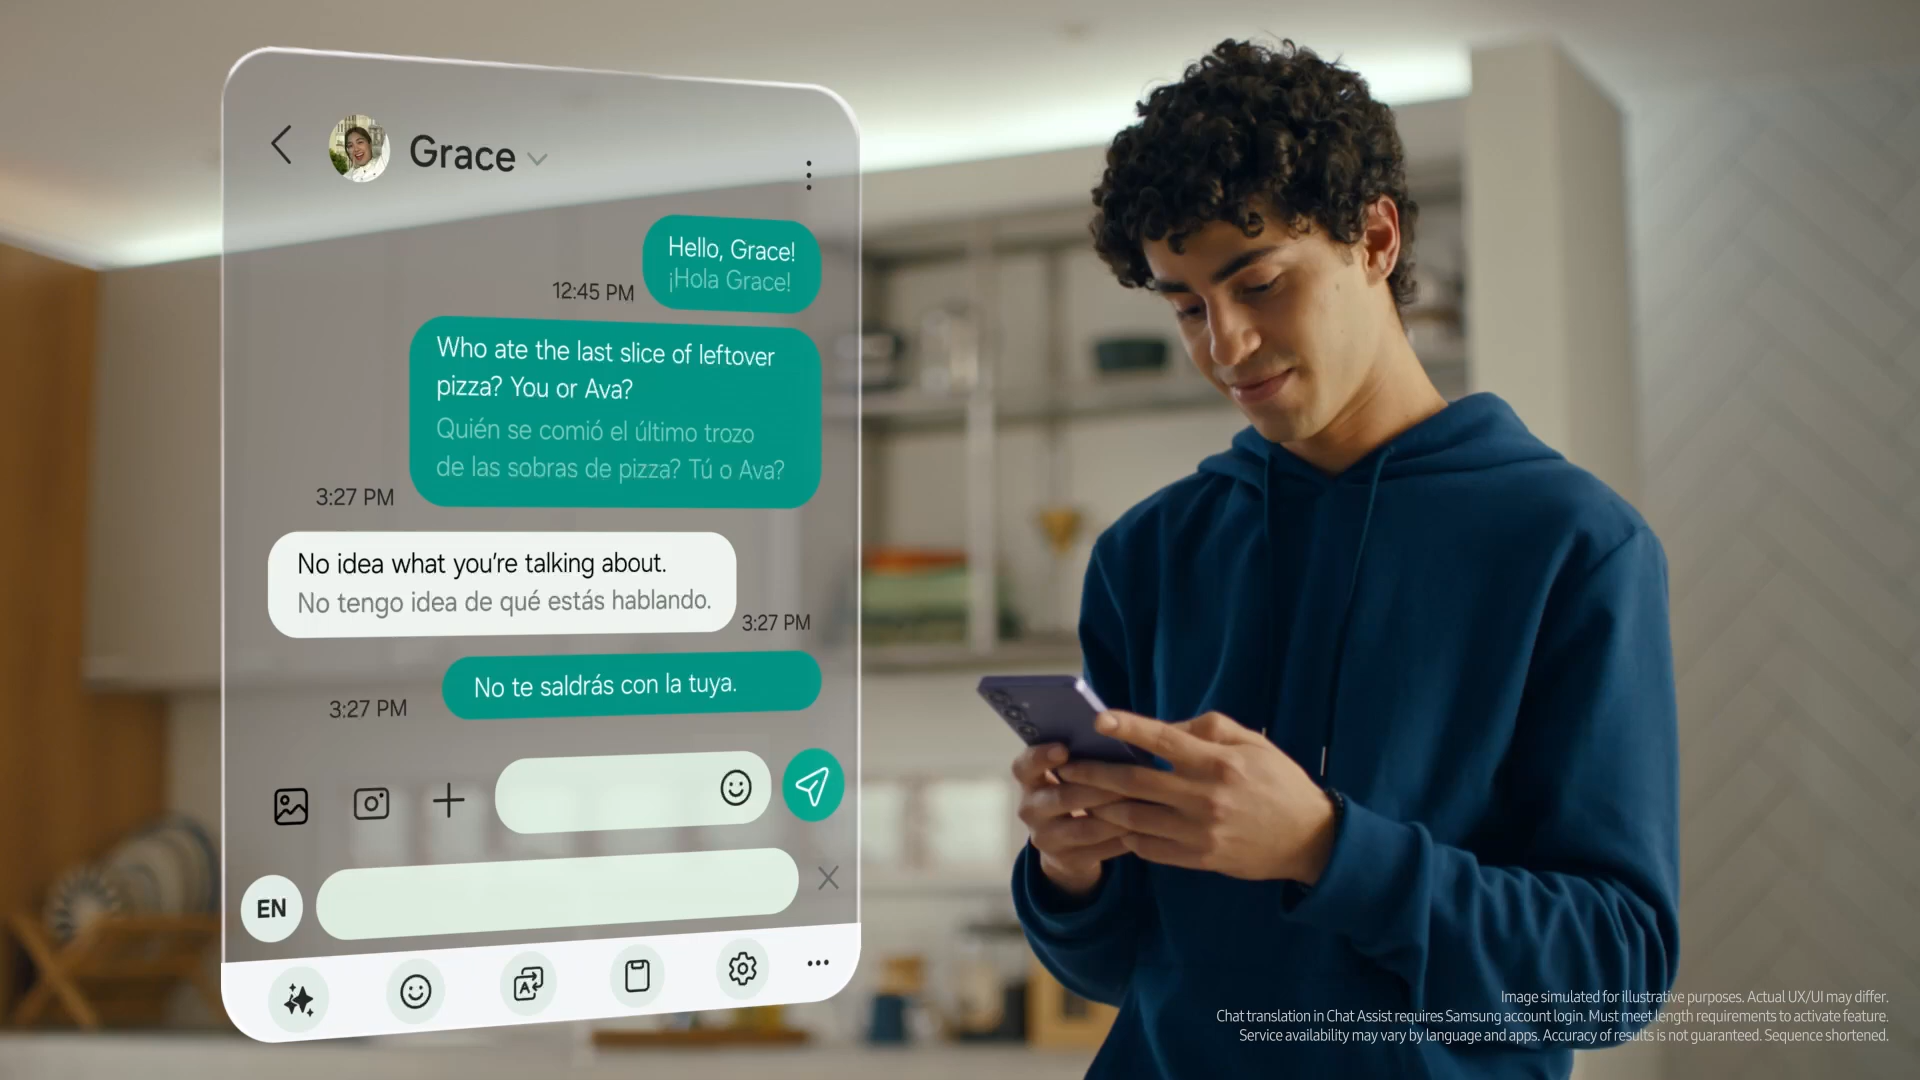 Grace
Hello, Grace!
¡Hola Grace!
12:45 PM
Who ate the last slice of leftover
pizza? You or Ava?
Quién se comió el último trozo
de las sobras de pizza? Tú o Ava?
3:27 PM
No idea what you're talking about.
No tengo idea de qué estás hablando.
3:27 PM
No te saldrás con la tuya.
3:27 PM
EN
Image simulated for illustrative purposes. Actual UX/UI may differ.
Chat translation in Chat Assist requires Samsung account login. Must meet length requirements to activate feature.
Service availability may vary by language and apps. Accuracy of results is not guaranteed. Sequence shortened.